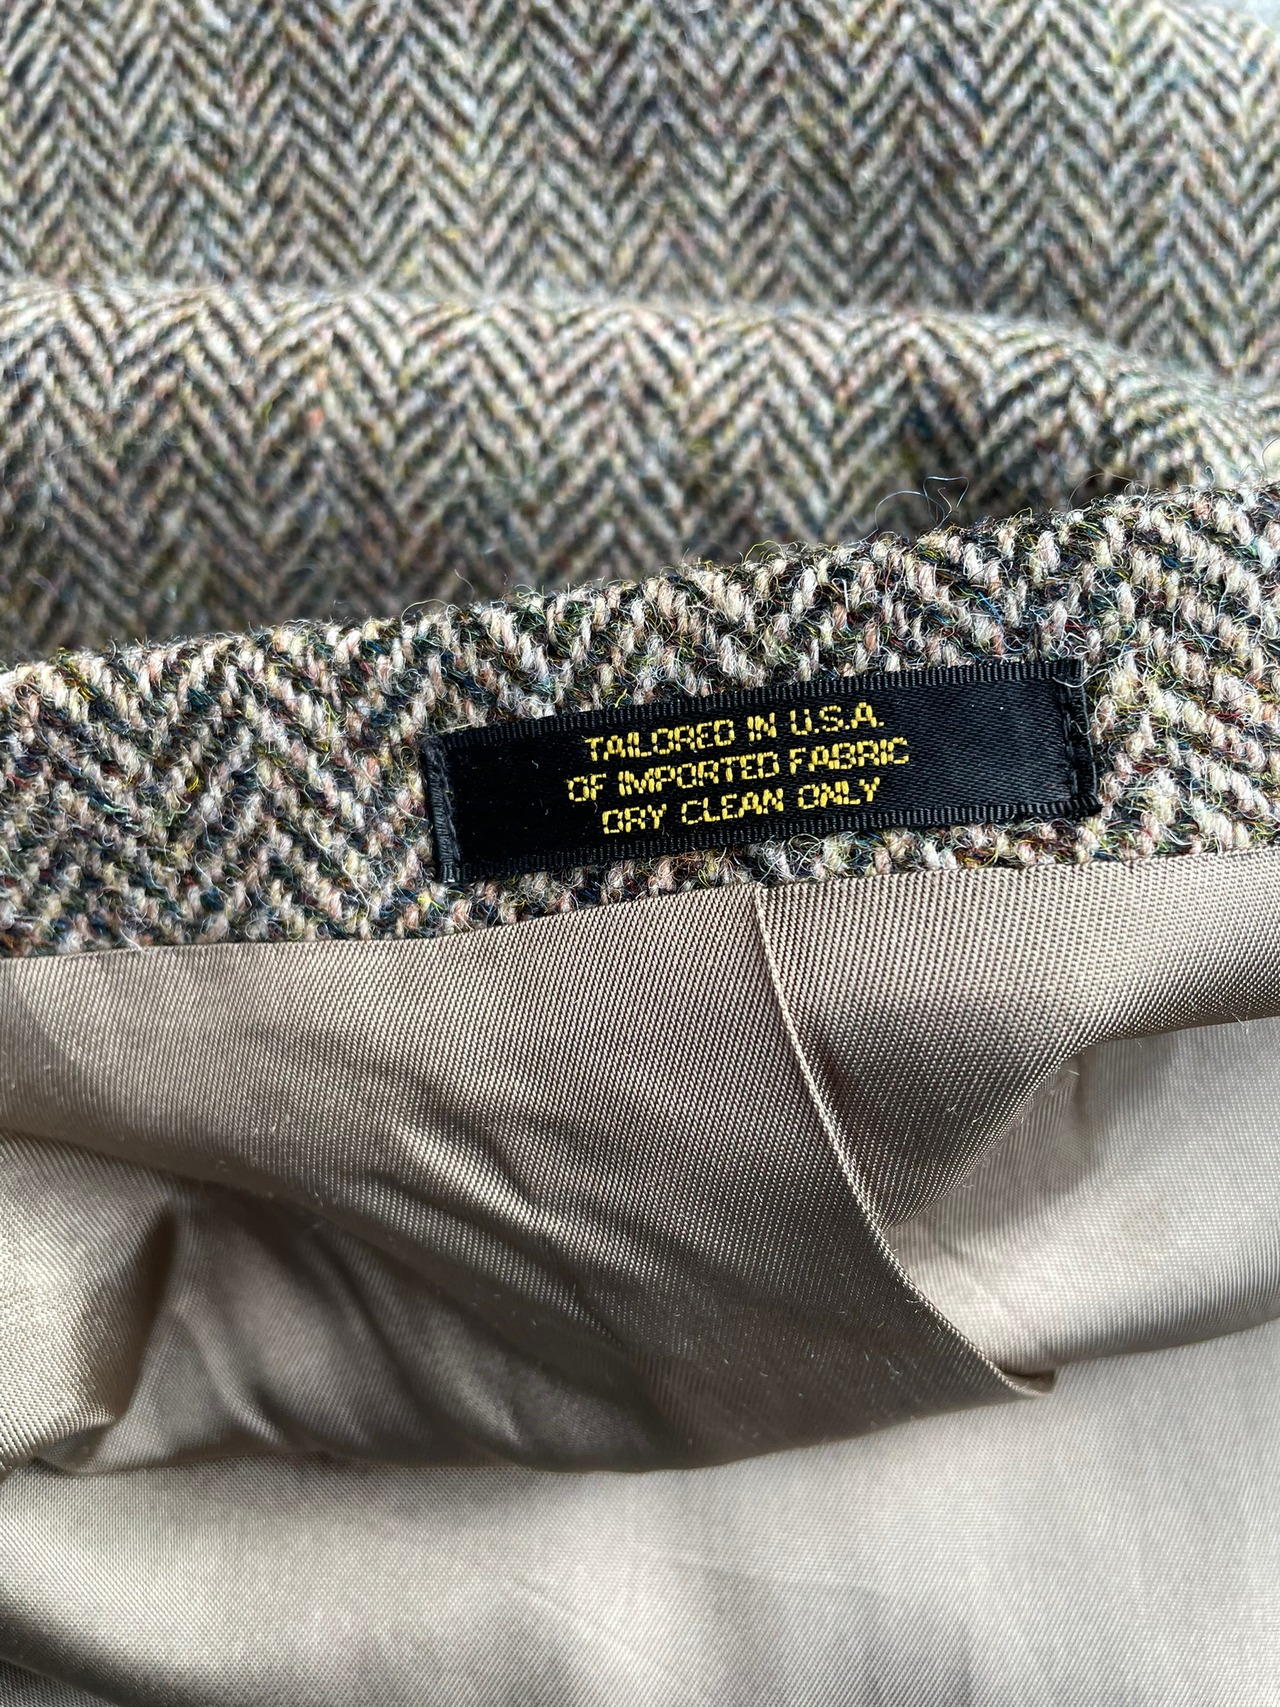 TAILORED IN U.S.A.
OF IMPORTED FABRIC
DRY CLEAN ONLY